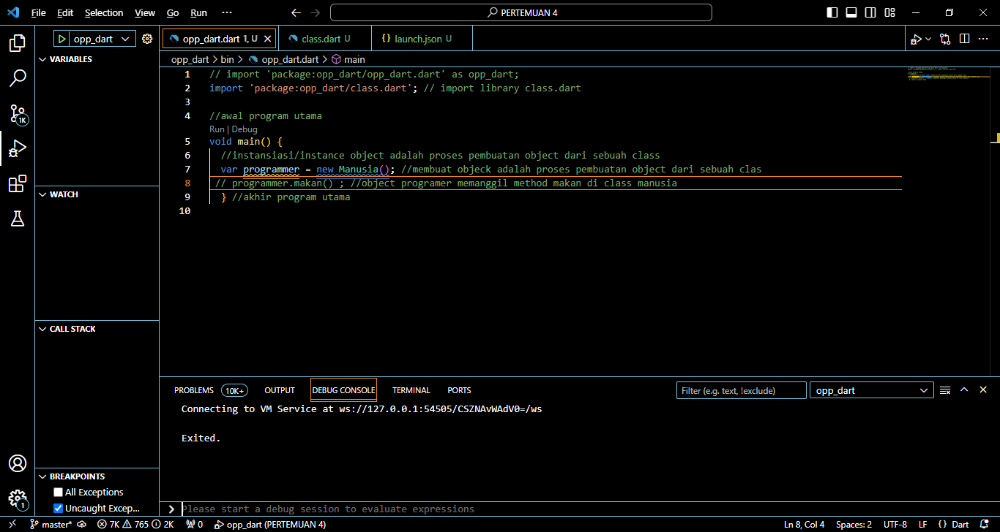 File Edit Selection View Go Run ··· PERTEMUAN 4
opp_dart
opp_dart.dart 1, U
class.dart U
{} launch.json U
VARIABLES
opp_dart > bin > opp_dart.dart > main
1 // import 'package:opp_dart/opp_dart.dart' as opp_dart;
2 import 'package:opp_dart/class.dart'; // import library class.dart
3
4 //awal program utama
Run | Debug
5 void main() {
6 //instansiasi/instance object adalah proses pembuatan object dari sebuah class
7 var programmer = new Manusia(); //membuat objeck adalah proses pembuatan object dari sebuah clas
8 // programmer.makan() ; //object programer memanggil method makan di class manusia
9 } //akhir program utama
10
WATCH
CALL STACK
BREAKPOINTS
All Exceptions
Uncaught Excep...
1K
1
PROBLEMS 10K+ OUTPUT DEBUG CONSOLE TERMINAL PORTS
Filter (e.g. text, !exclude)
opp_dart
Connecting to VM Service at ws://127.0.0.1:54505/CSZNAvWAdV0=/ws
Exited.
Please start a debug session to evaluate expressions
master* 7K 765 2K 0 opp_dart (PERTEMUAN 4) Ln 8, Col 4 Spaces: 2 UTF-8 LF {} Dart